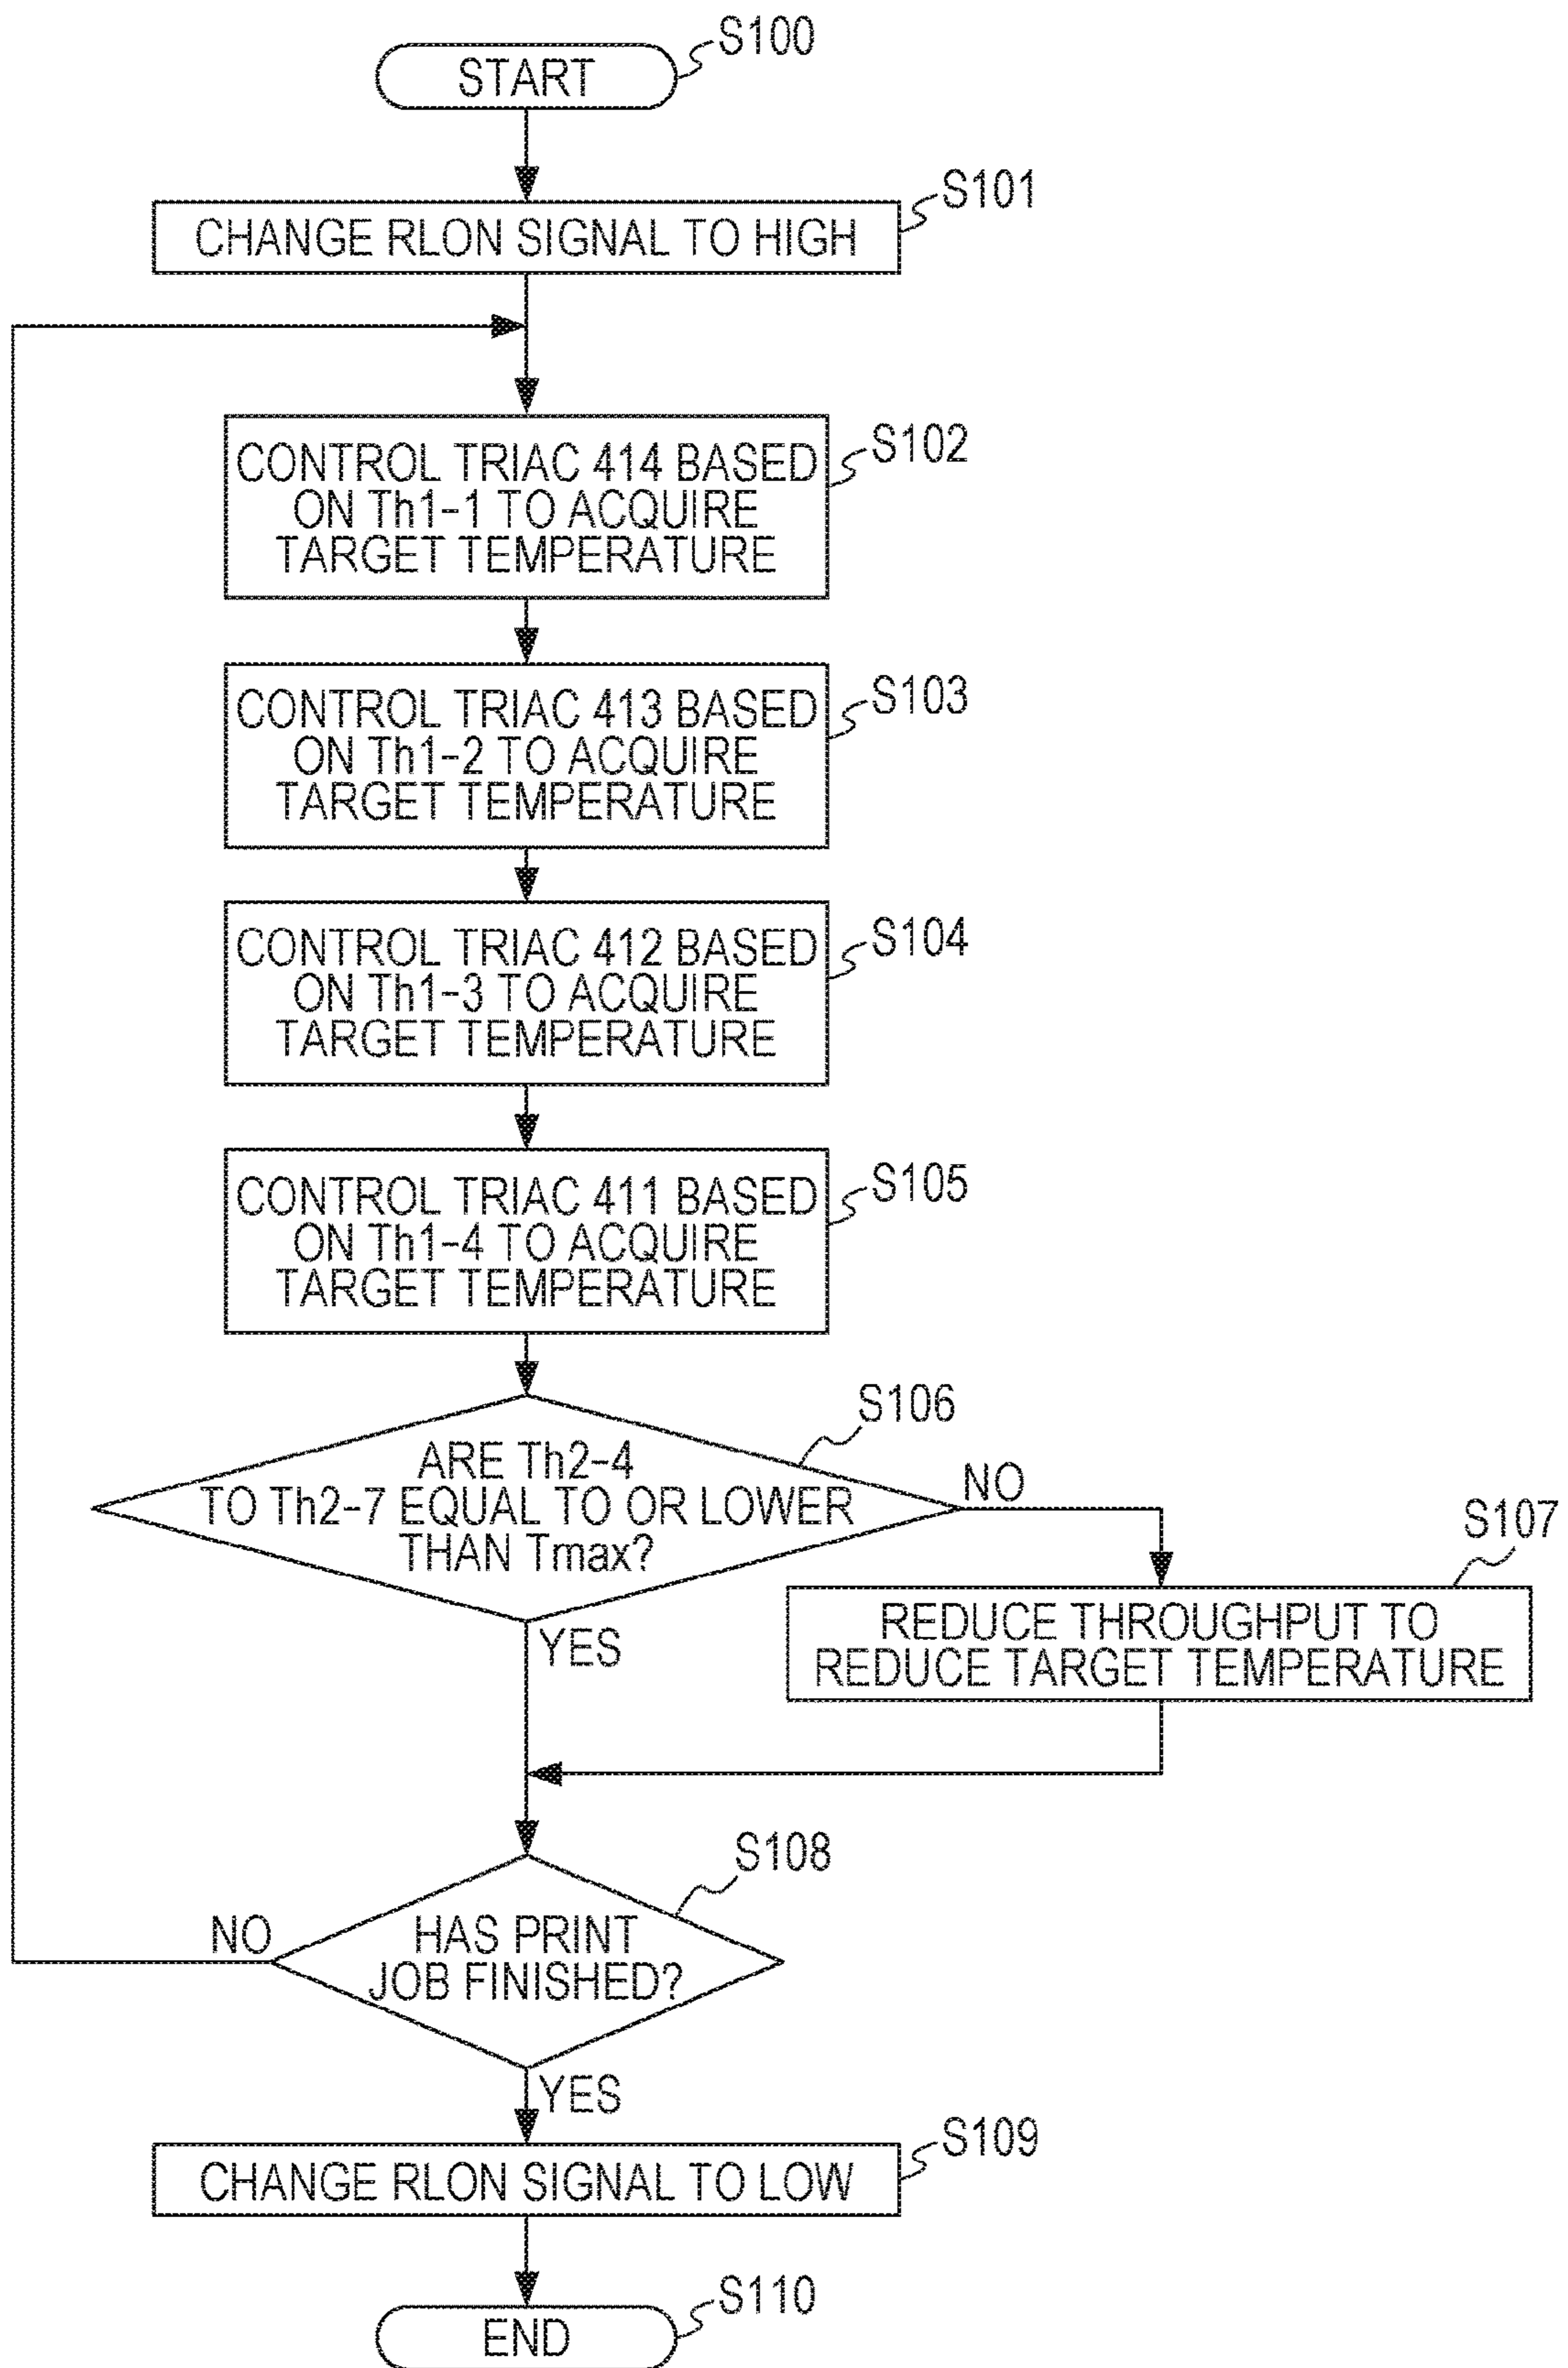 START
S100
CHANGE RLON SIGNAL TO HIGH
S101
CONTROL TRIAC 414 BASED
ON Th1-1 TO ACQUIRE
TARGET TEMPERATURE
S102
CONTROL TRIAC 413 BASED
ON Th1-2 TO ACQUIRE
TARGET TEMPERATURE
S103
CONTROL TRIAC 412 BASED
ON Th1-3 TO ACQUIRE
TARGET TEMPERATURE
S104
CONTROL TRIAC 411 BASED
ON Th1-4 TO ACQUIRE
TARGET TEMPERATURE
S105
ARE Th2-4
TO Th2-7 EQUAL TO OR LOWER
THAN Tmax?
S106
NO
YES
REDUCE THROUGHPUT TO
REDUCE TARGET TEMPERATURE
S107
HAS PRINT
JOB FINISHED?
S108
NO
YES
CHANGE RLON SIGNAL TO LOW
S109
END
S110